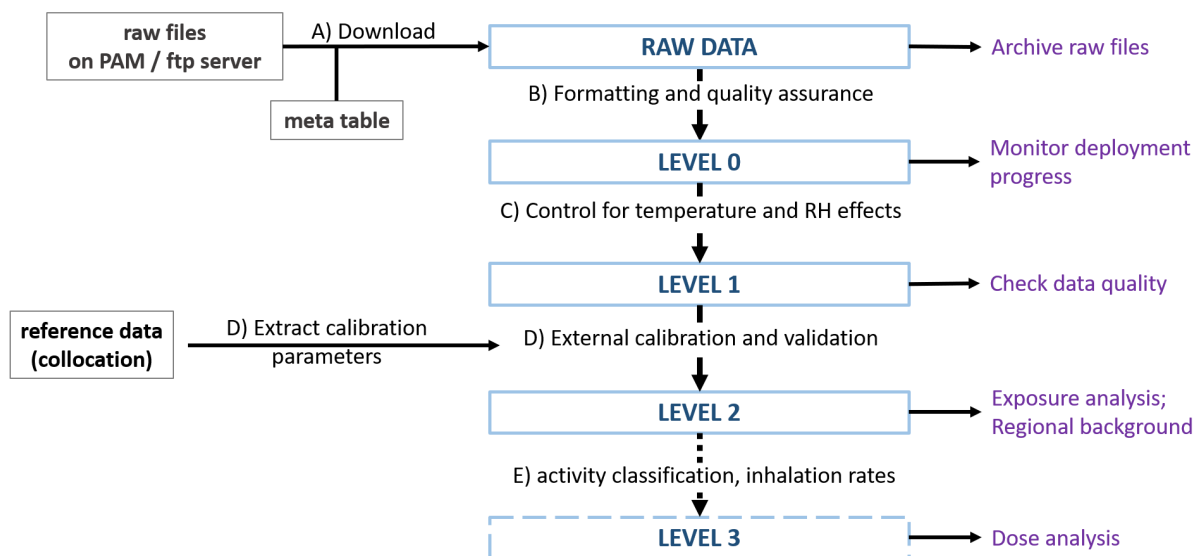 raw files
on PAM / ftp server
A) Download
RAW DATA
Archive raw files
meta table
B) Formatting and quality assurance
LEVEL 0
Monitor deployment
progress
C) Control for temperature and RH effects
LEVEL 1
Check data quality
reference data
(collocation)
D) Extract calibration
parameters
D) External calibration and validation
LEVEL 2
Exposure analysis;
Regional background
E) activity classification, inhalation rates
LEVEL 3
Dose analysis